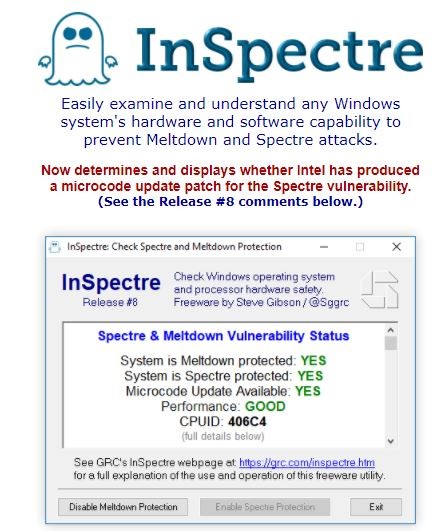 InSpectre
Easily examine and understand any Windows
system's hardware and software capability to
prevent Meltdown and Spectre attacks.
Now determines and displays whether Intel has produced
a microcode update patch for the Spectre vulnerability.
(See the Release #8 comments below.)
InSpectre: Check Spectre and Meltdown Protection
InSpectre
Release #8
Check Windows operating system
and processor hardware safety.
Freeware by Steve Gibson / @Sggrc
Spectre & Meltdown Vulnerability Status
System is Meltdown protected: YES
System is Spectre protected: YES
Microcode Update Available: YES
Performance: GOOD
CPUID: 406C4
(full details below)
See GRC's InSpectre webpage at: https://grc.com/inspectre.htm
for a full explanation of the use and operation of this freeware utility.
Disable Meltdown Protection
Enable Spectre Protection
Exit